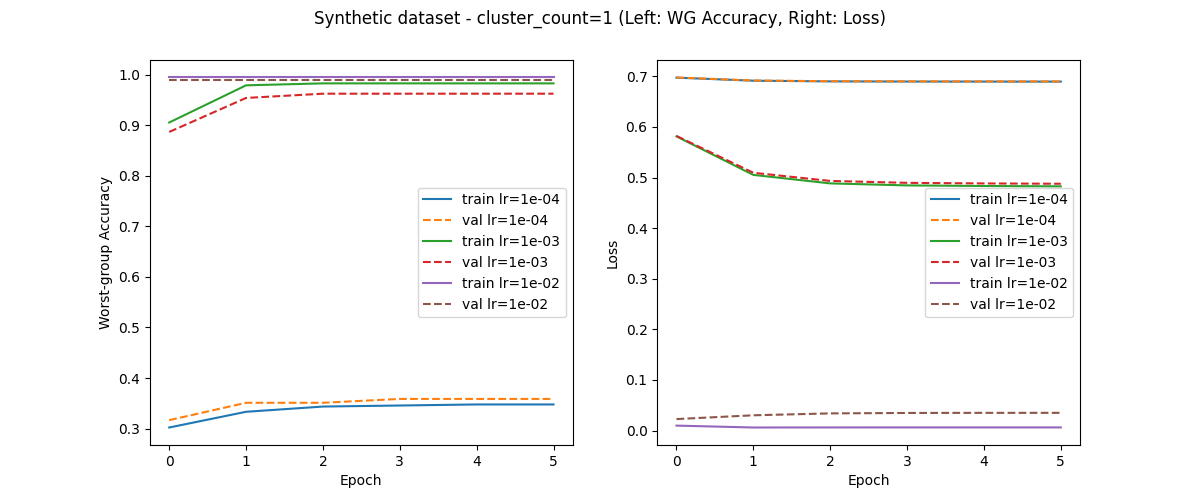 Synthetic dataset - cluster_count=1 (Left: WG Accuracy, Right: Loss)
Worst-group Accuracy
1.0
0.9
0.8
0.7
0.6
0.5
0.4
0.3
0 1 2 3 4 5
Epoch
train lr=1e-04
val lr=1e-04
train lr=1e-03
val lr=1e-03
train lr=1e-02
val lr=1e-02
Loss
0.7
0.6
0.5
0.4
0.3
0.2
0.1
0.0
0 1 2 3 4 5
Epoch
train lr=1e-04
val lr=1e-04
train lr=1e-03
val lr=1e-03
train lr=1e-02
val lr=1e-02